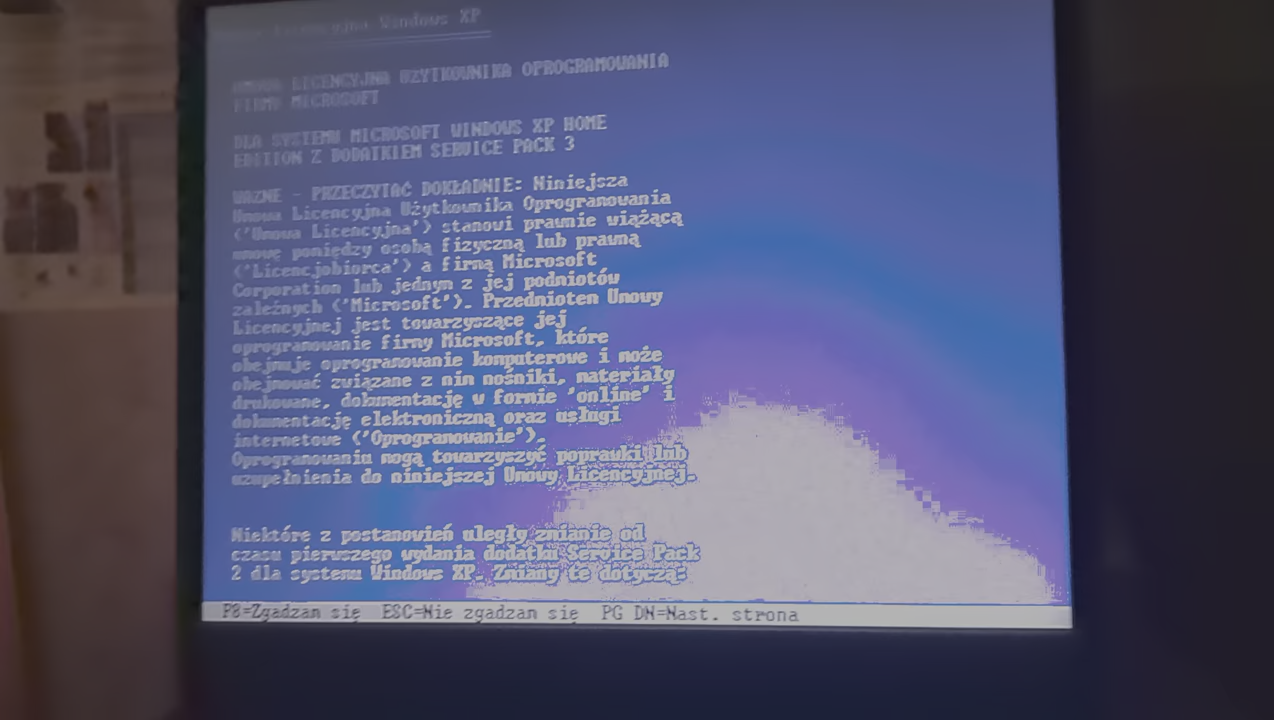 Licencyjna Windows XP
UMOWA LICENCYJNA UŻYTKOWNIKA OPROGRAMOWANIA
FIRMY MICROSOFT
DLA SYSTEMU MICROSOFT WINDOWS XP HOME
EDITION Z DODATKIEM SERVICE PACK 3
WAŻNE - PRZECZYTAĆ DOKŁADNIE: Niniejsza
Umowa Licencyjna Użytkownika Oprogramowania
('Umowa Licencyjna') stanowi prawnie wiążącą
umowę pomiędzy osobą fizyczną lub prawną
('Licencjobiorca') a firmą Microsoft
Corporation lub jednym z jej podmiotów
zależnych ('Microsoft'). Przedmiotem Umowy
Licencyjnej jest towarzyszące jej
oprogramowanie firmy Microsoft, które
obejmuje oprogramowanie komputerowe i może
obejmować związane z nim nośniki, materiały
drukowane, dokumentację w formie 'online' i
dokumentację elektroniczną oraz usługi
internetowe ('Oprogramowanie').
Oprogramowaniu mogą towarzyszyć poprawki lub
uzupełnienia do niniejszej Umowy Licencyjnej.
Niektóre z postanowień uległy zmianie od
czasu pierwszego wydania dodatku Service Pack
2 dla systemu Windows XP. Zmiany te dotyczą:
F8=Zgadzam się  ESC=Nie zgadzam się  PG DN=Nast. strona